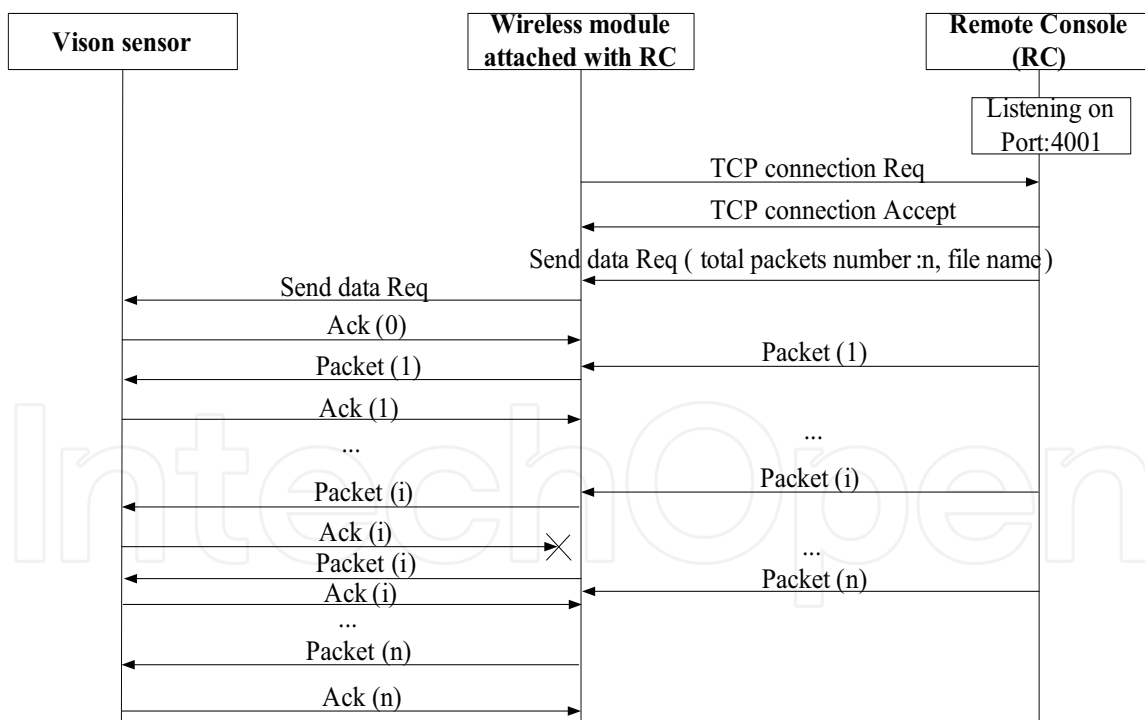 Vison sensor
Wireless module
attached with RC
Remote Console
(RC)
Listening on
Port:4001
TCP connection Req
TCP connection Accept
Send data Req ( total packets number :n, file name )
Send data Req
Ack (0)
Packet (1)
Packet (1)
Ack (1)
...
...
Packet (i)
Packet (i)
Ack (i)
...
Packet (i)
Packet (n)
Ack (i)
...
Packet (n)
Ack (n)
IntechOpen